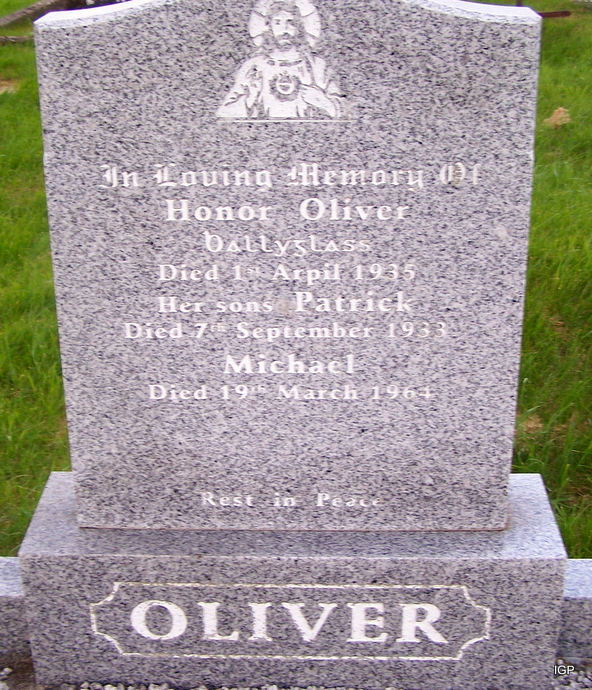 In Loving Memory Of
Honor Oliver
Ballyglass
Died 1st Arpil 1935
Her sons Patrick
Died 7th September 1933
Michael
Died 19th March 1964
Rest in Peace
OLIVER
IGP